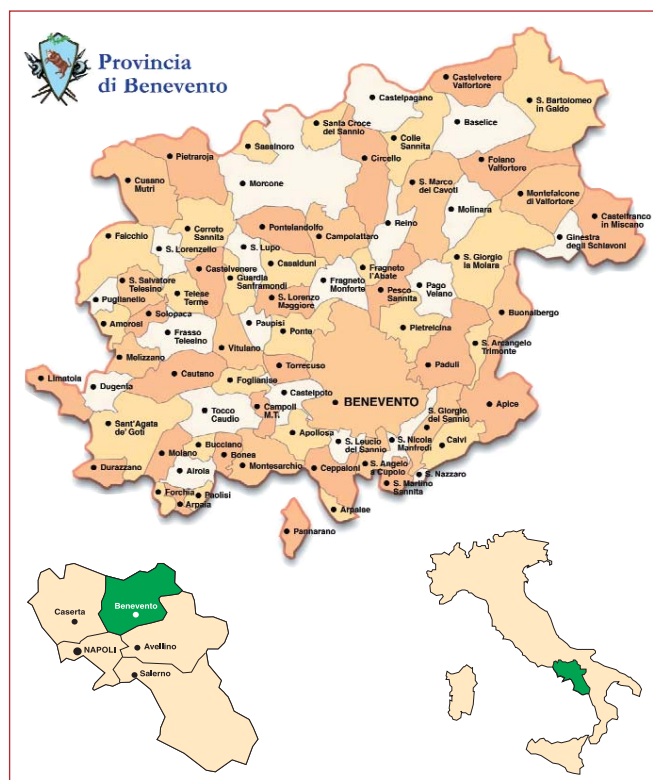 Provincia
di Benevento
Castelvetere
Valfortore
S. Bartolomeo
in Galdo
Castelpagano
Baselice
Santa Croce
del Sannio
Colle
Sannita
Sassinoro
Circello
Pietraroja
Foiano
Valfortore
Cusano
Mutri
Morcone
S. Marco
dei Cavoti
Montefalcone
di Valfortore
Molinara
Castelfranco
in Miscano
Reino
Ginestra
degli Schiavoni
Pontelandolfo
Campolattaro
Faicchio
Cerreto
Sannita
S. Lorenzello
S. Lupo
Casalduni
S. Giorgio
la Molara
Castelvenere
Guardia
Sanframondi
Fragneto
Monforte
Fragneto
l'Abate
S. Salvatore
Telesino
Telese
Terme
S. Lorenzo
Maggiore
Pesco
Sannita
Pago
Veiano
Puglianello
Solopaca
Buonalbergo
Amorosi
Frasso
Telesino
Paupisi
Ponte
Pietrelcina
S. Arcangelo
Trimonte
Melizzano
Vitulano
Torrecuso
Paduli
Limatola
Dugenta
Cautano
Foglianise
Castelpoto
BENEVENTO
Apice
Tocco
Caudio
Campoli
M.T.
S. Giorgio
del Sannio
Sant'Agata
de' Goti
Apollosa
S. Leucio
del Sannio
S. Nicola
Manfredi
Calvi
Bucciano
Bonea
Moiano
Durazzano
Airola
Montesarchio
Ceppaloni
S. Angelo
a Cupolo
S. Nazzaro
S. Martino
Sannita
Forchia
Paolisi
Arpaia
Arpaise
Pannarano
Caserta
Benevento
NAPOLI
Avellino
Salerno